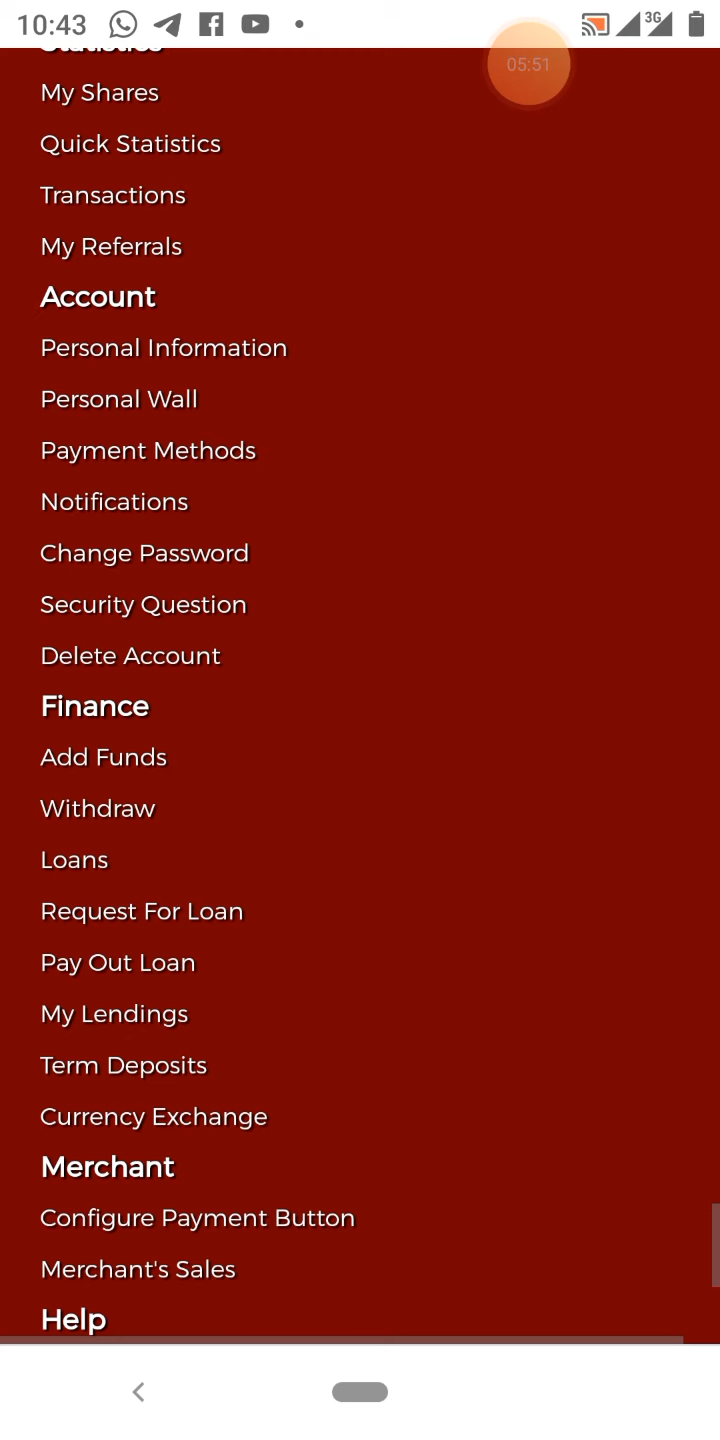 10:43
3G
05:51
Statistics
My Shares
Quick Statistics
Transactions
My Referrals
Account
Personal Information
Personal Wall
Payment Methods
Notifications
Change Password
Security Question
Delete Account
Finance
Add Funds
Withdraw
Loans
Request For Loan
Pay Out Loan
My Lendings
Term Deposits
Currency Exchange
Merchant
Configure Payment Button
Merchant's Sales
Help